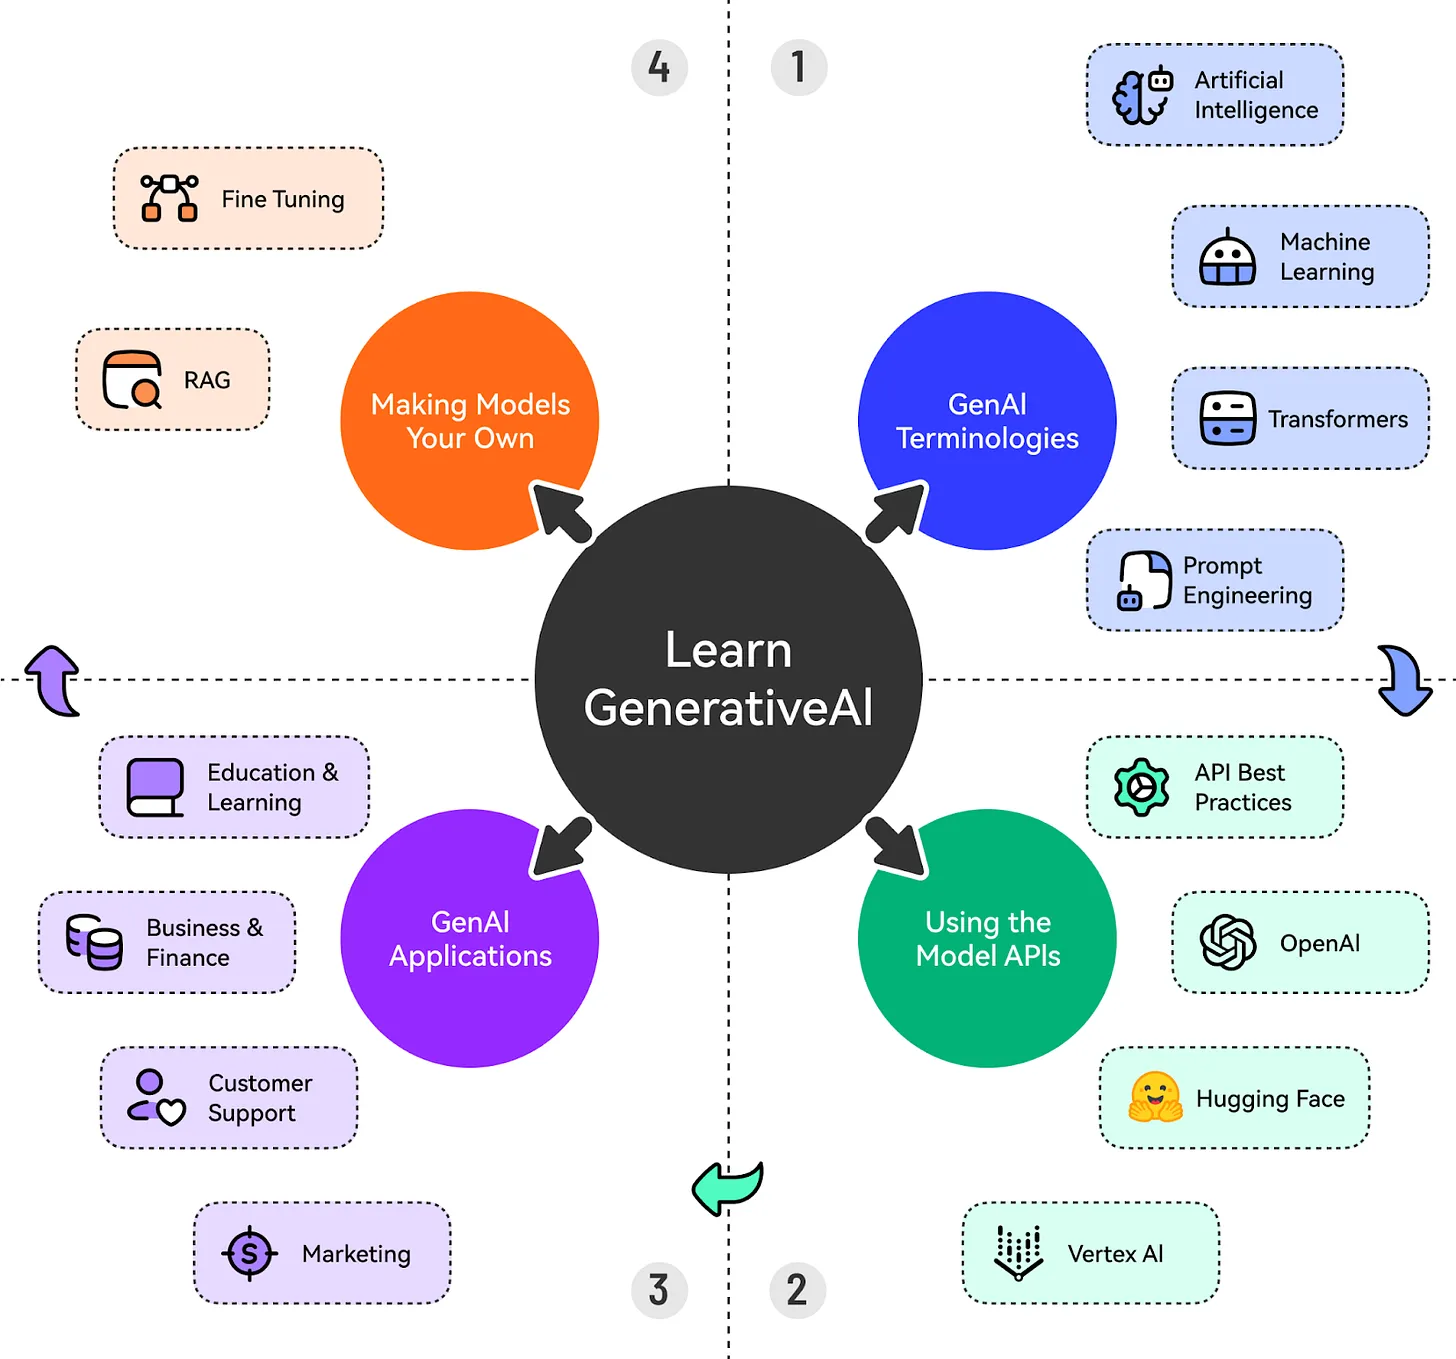 4
1
Artificial
Intelligence
Machine
Learning
Transformers
Prompt
Engineering
GenAI
Terminologies
Fine Tuning
RAG
Making Models
Your Own
Learn
GenerativeAI
Education &
Learning
Business &
Finance
Customer
Support
Marketing
S
GenAI
Applications
API Best
Practices
OpenAI
Hugging Face
Vertex AI
Using the
Model APIs
3
2